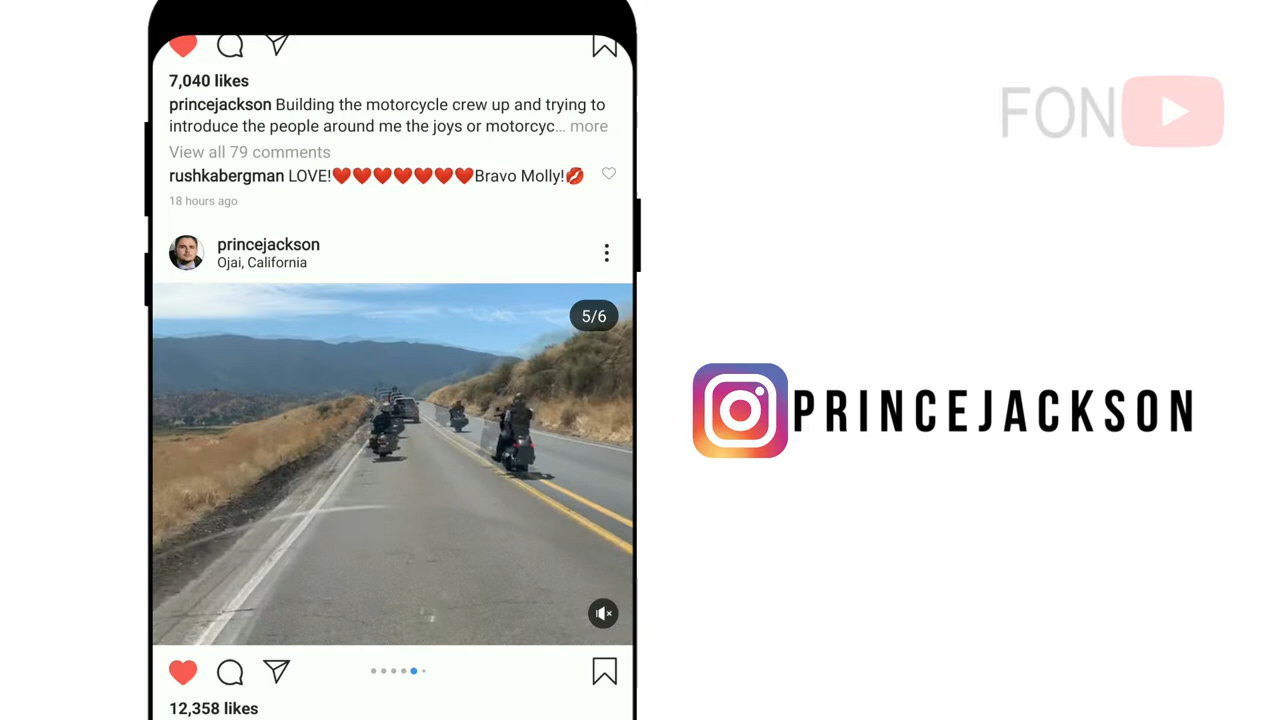 7,040 likes
princejackson Building the motorcycle crew up and trying to
introduce the people around me the joys or motorcyc... more
View all 79 comments
rushkabergman LOVE!❤️❤️❤️❤️❤️❤️❤️Bravo Molly!💋
18 hours ago
princejackson
Ojai, California
5/6
12,358 likes
FON
PRINCEJACKSON